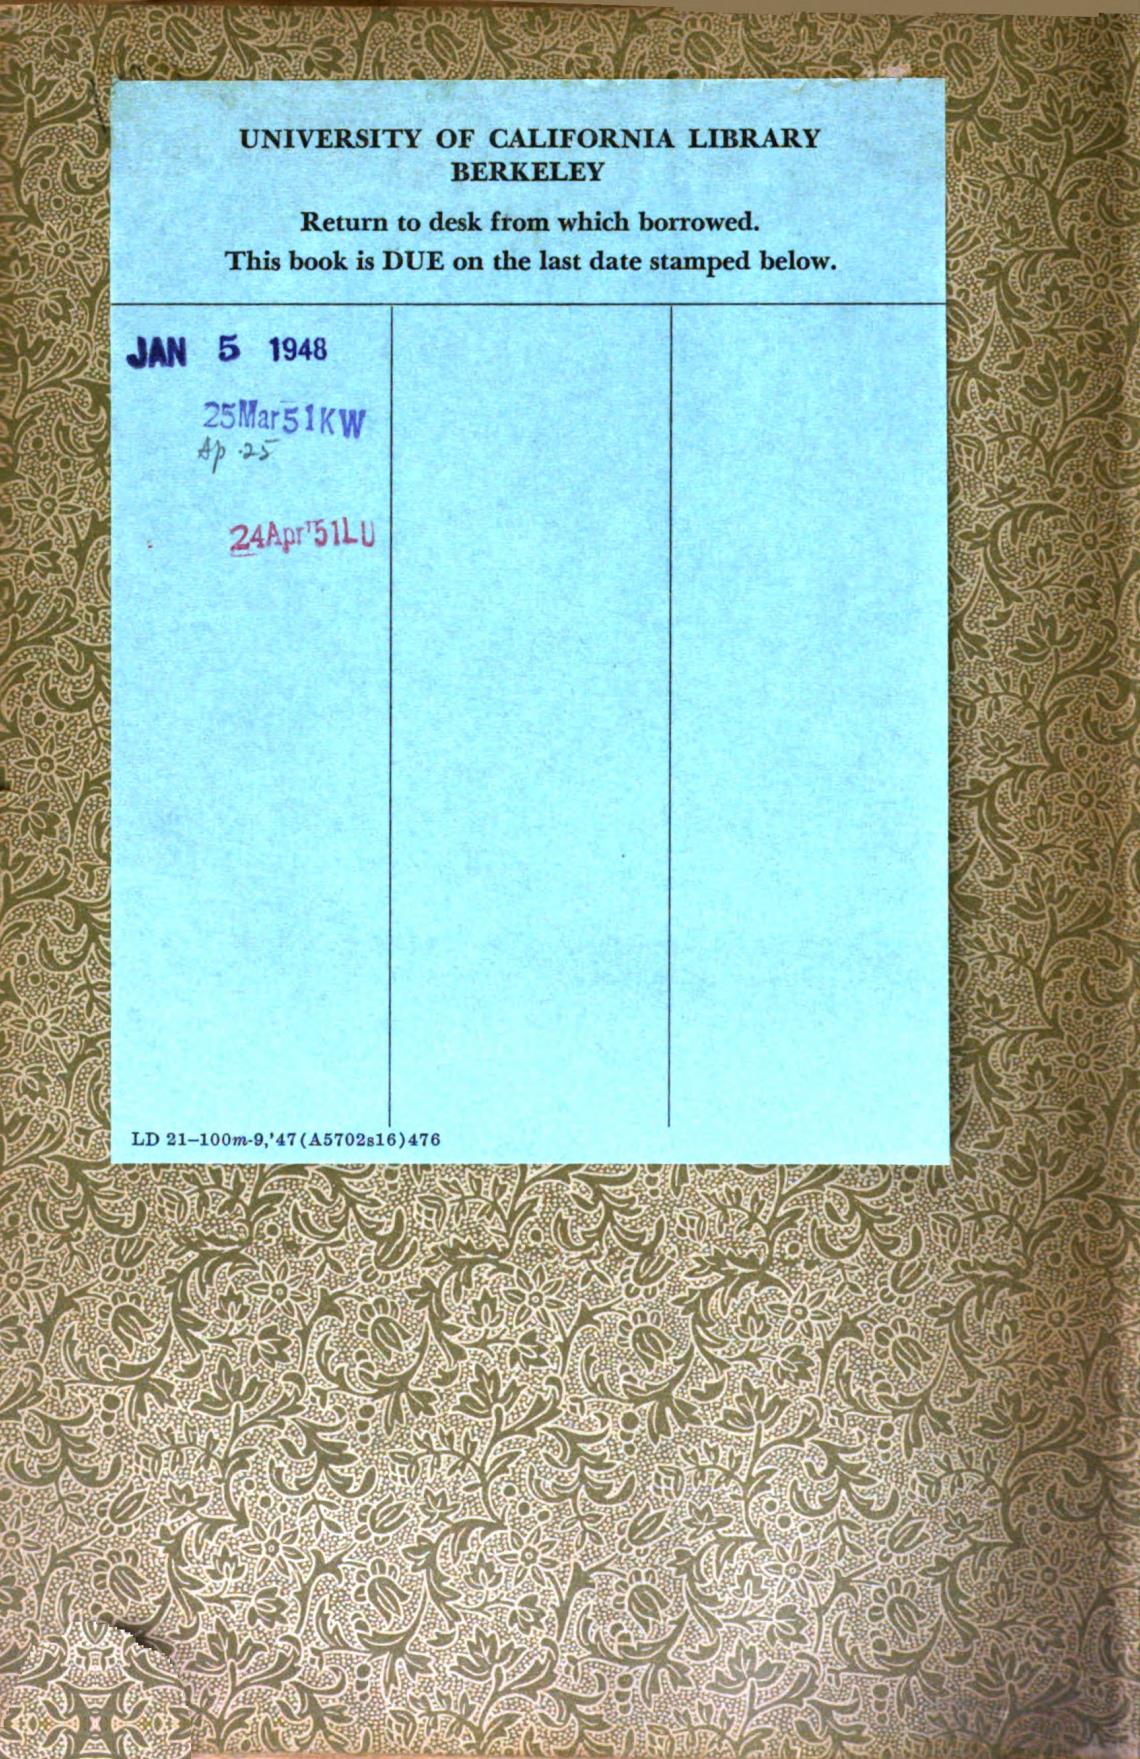 UNIVERSITY OF CALIFORNIA LIBRARY
BERKELEY
Return to desk from which borrowed.
This book is DUE on the last date stamped below.
JAN 5 1948
25Mar51KW
Ap 25
24Apr'51LU
LD 21–100m-9,'47(A5702s16)476